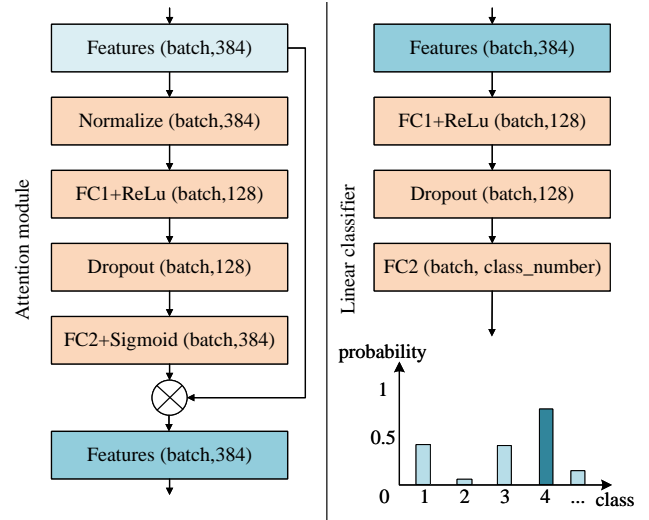 Attention module
Features (batch,384)
Normalize (batch,384)
FC1+ReLu (batch,128)
Dropout (batch,128)
FC2+Sigmoid (batch,384)
Features (batch,384)
Linear classifier
Features (batch,384)
FC1+ReLu (batch,128)
Dropout (batch,128)
FC2 (batch, class_number)
probability
1
0.5
0 1 2 3 4 ... class